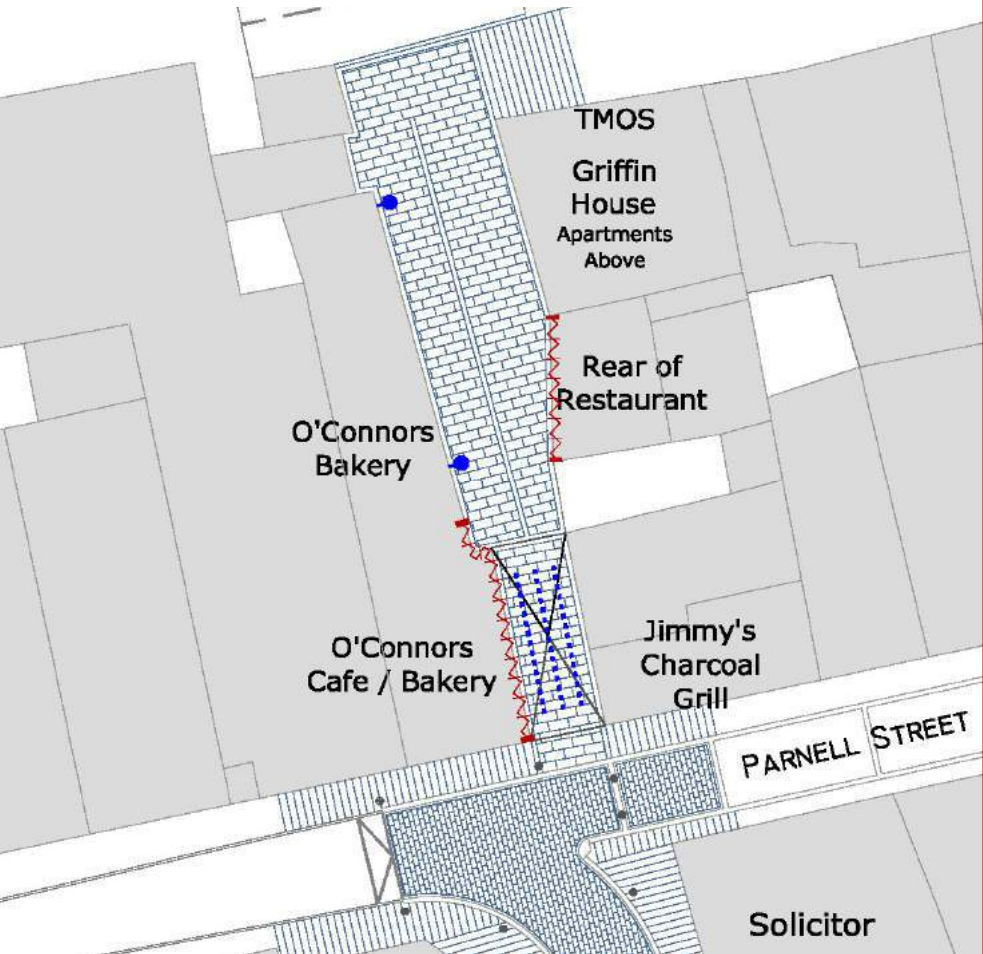 TMOS
Griffin
House
Apartments
Above
Rear of
Restaurant
O'Connors
Bakery
O'Connors
Cafe / Bakery
Jimmy's
Charcoal
Grill
PARNELL STREET
Solicitor